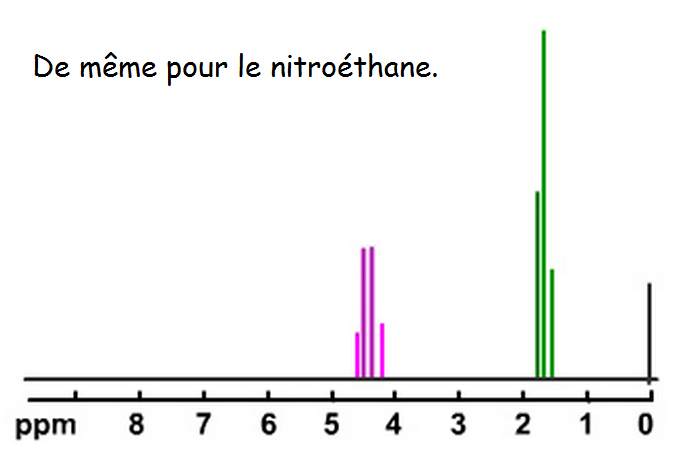 De même pour le nitroéthane.
ppm 8 7 6 5 4 3 2 1 0